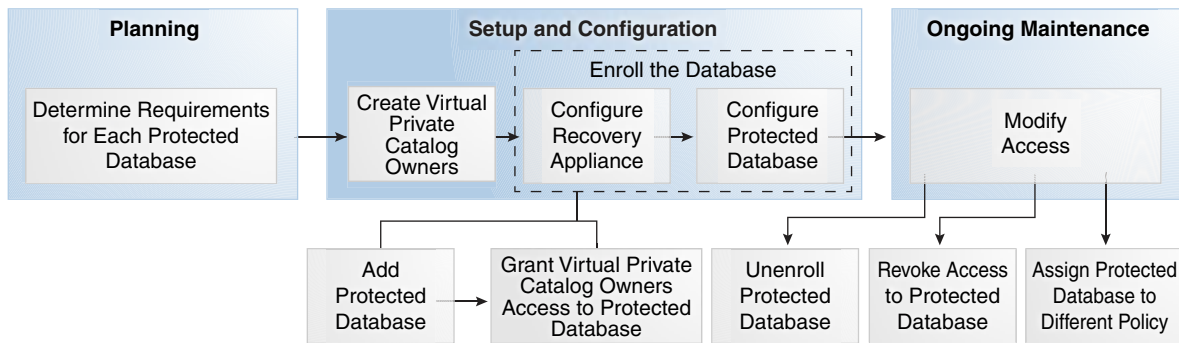 Planning
Determine Requirements
for Each Protected
Database
Setup and Configuration
Create Virtual
Private
Catalog
Owners
Enroll the Database
Configure
Recovery
Appliance
Configure
Protected
Database
Ongoing Maintenance
Modify
Access
Add
Protected
Database
Grant Virtual Private
Catalog Owners
Access to Protected
Database
Unenroll
Protected
Database
Revoke Access
to Protected
Database
Assign Protected
Database to
Different Policy